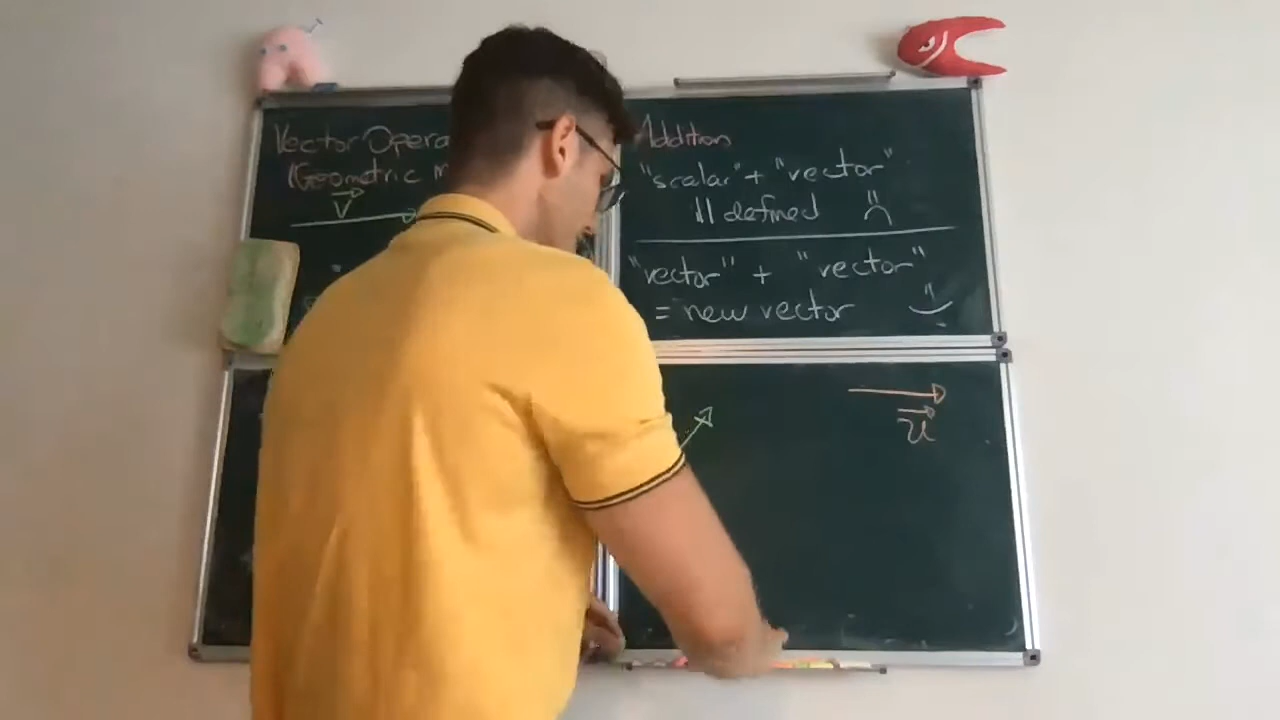 Vector Opera
(Geometric
V
Addition
"scalar" + "vector"
ill defined
"vector" + "vector"
= new vector
u